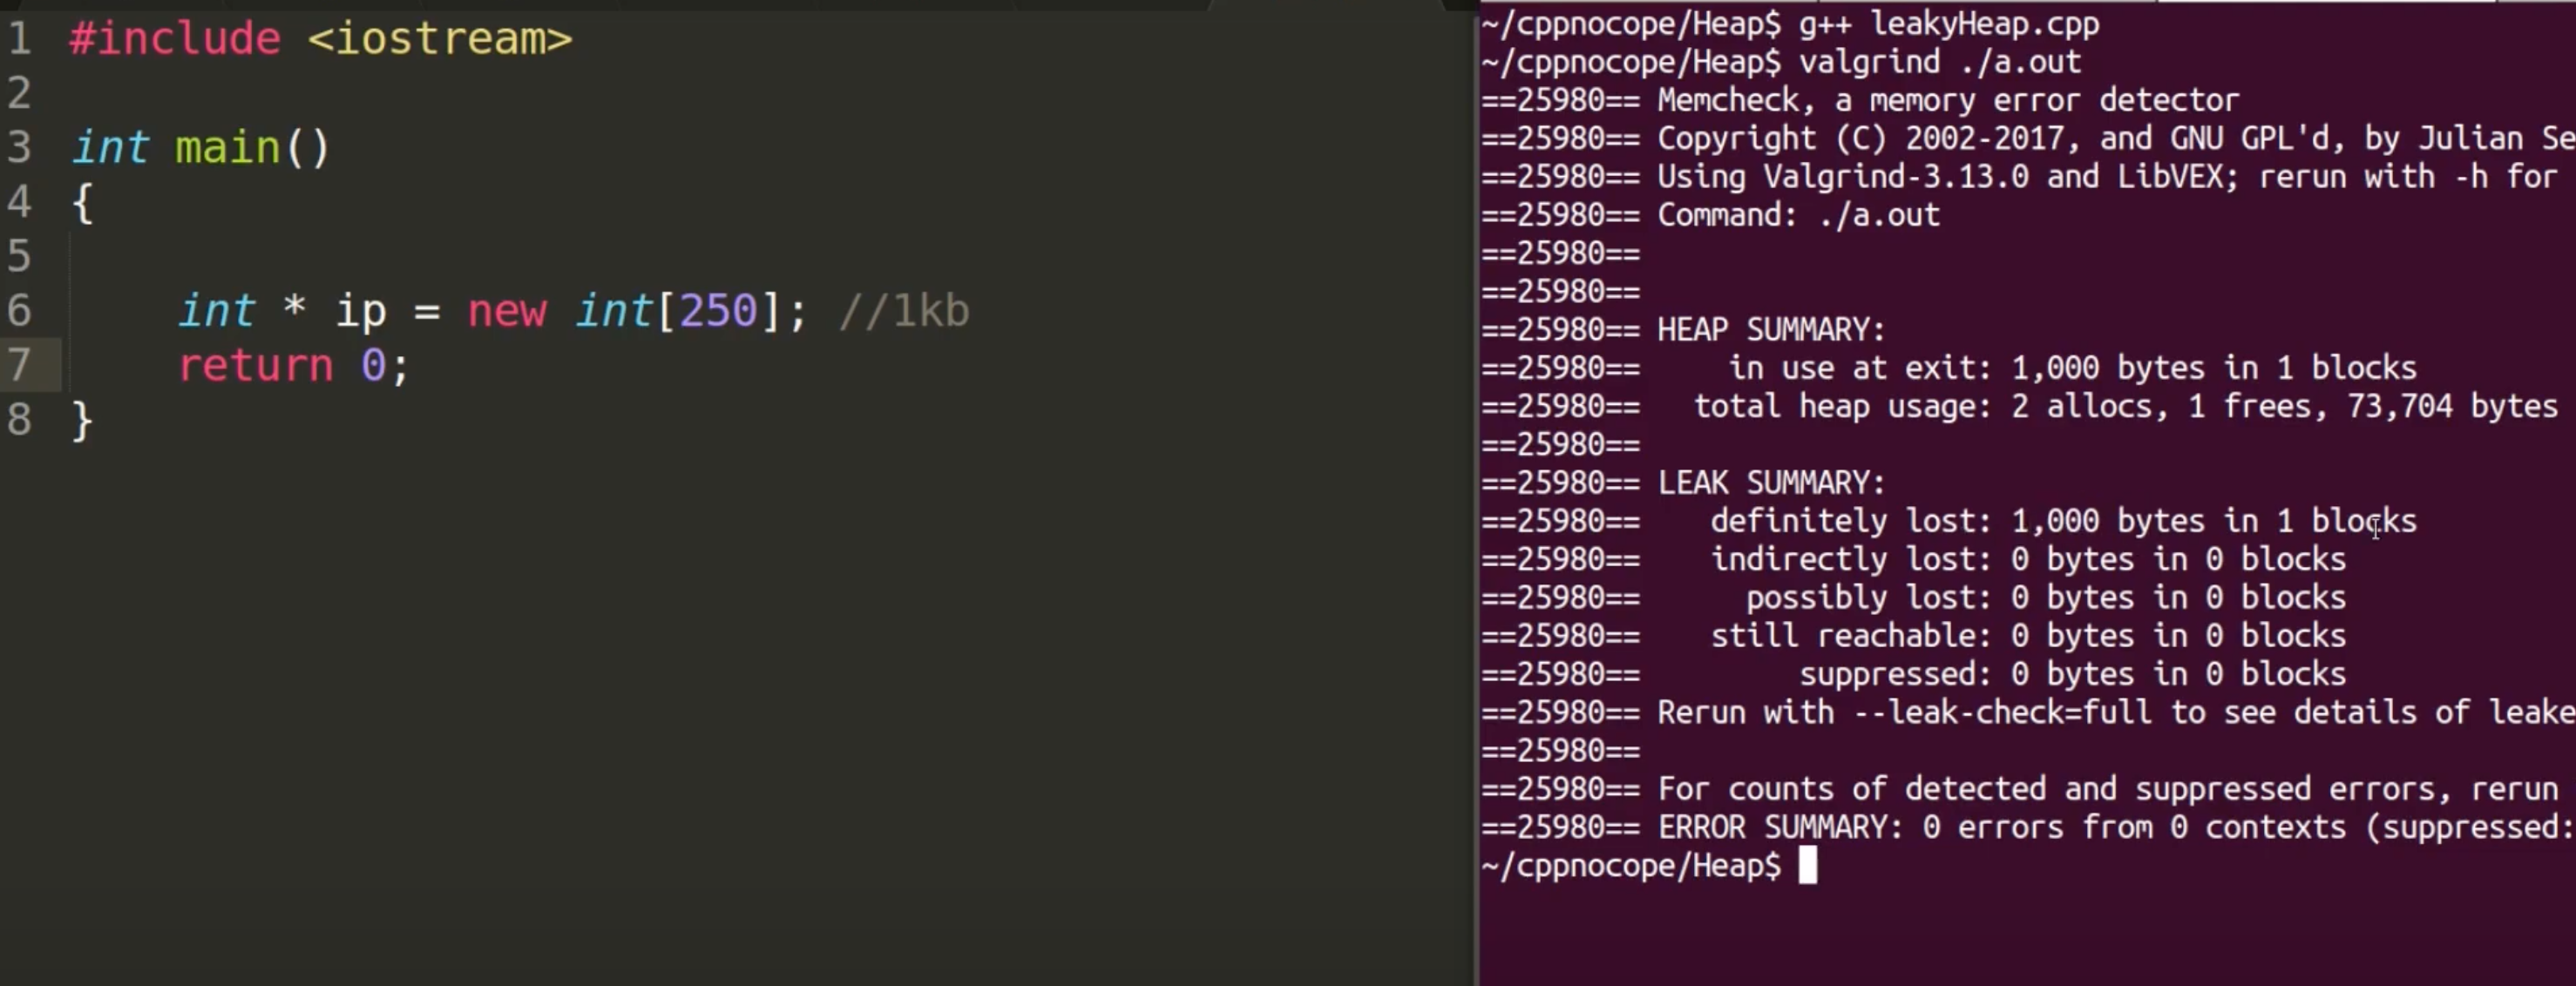 1 #include <iostream>
2
3 int main()
4 {
5
6 int * ip = new int[250]; //1kb
7 return 0;
8 }
~/cppnocope/Heap$ g++ leakyHeap.cpp
~/cppnocope/Heap$ valgrind ./a.out
==25980== Memcheck, a memory error detector
==25980== Copyright (C) 2002-2017, and GNU GPL'd, by Julian Se
==25980== Using Valgrind-3.13.0 and LibVEX; rerun with -h for
==25980== Command: ./a.out
==25980==
==25980==
==25980== HEAP SUMMARY:
==25980== in use at exit: 1,000 bytes in 1 blocks
==25980== total heap usage: 2 allocs, 1 frees, 73,704 bytes
==25980==
==25980== LEAK SUMMARY:
==25980== definitely lost: 1,000 bytes in 1 blocks
==25980== indirectly lost: 0 bytes in 0 blocks
==25980== possibly lost: 0 bytes in 0 blocks
==25980== still reachable: 0 bytes in 0 blocks
==25980== suppressed: 0 bytes in 0 blocks
==25980== Rerun with --leak-check=full to see details of leake
==25980==
==25980== For counts of detected and suppressed errors, rerun
==25980== ERROR SUMMARY: 0 errors from 0 contexts (suppressed:
~/cppnocope/Heap$